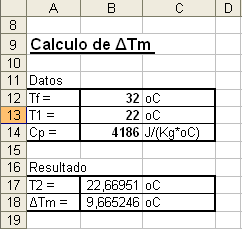 A B C
8
9 Calculo de ΔTm
10
11 Datos
12 Tf = 32 oC
13 T1 = 22 oC
14 Cp = 4186 J/(Kg*oC)
15
16 Resultado
17 T2 = 22,66951 oC
18 ΔTm = 9,665246 oC
19